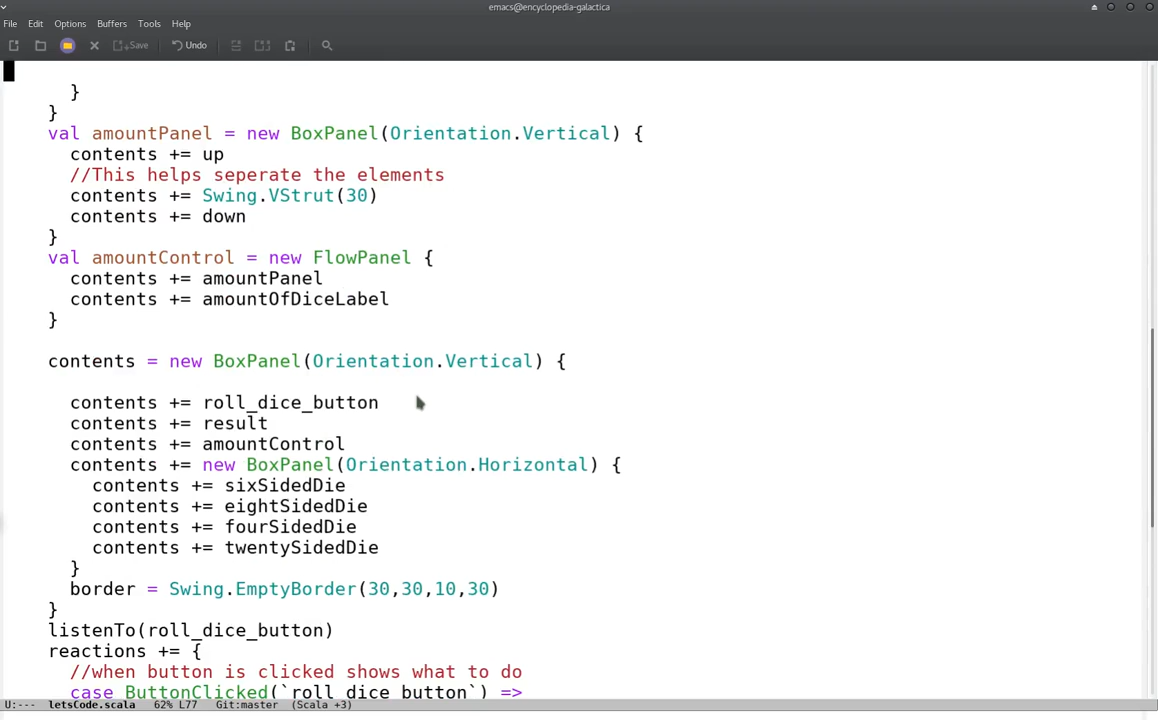 emacs@encyclopedia-galactica
File Edit Options Buffers Tools Help
Save Undo
}
}
val amountPanel = new BoxPanel(Orientation.Vertical) {
contents += up
//This helps seperate the elements
contents += Swing.VStrut(30)
contents += down
}
val amountControl = new FlowPanel {
contents += amountPanel
contents += amountOfDiceLabel
}
contents = new BoxPanel(Orientation.Vertical) {
contents += roll_dice_button
contents += result
contents += amountControl
contents += new BoxPanel(Orientation.Horizontal) {
contents += sixSidedDie
contents += eightSidedDie
contents += fourSidedDie
contents += twentySidedDie
}
border = Swing.EmptyBorder(30,30,10,30)
}
listenTo(roll_dice_button)
reactions += {
//when button is clicked shows what to do
case ButtonClicked(`roll_dice_button`) =>
U:--- letsCode.scala 62% L77 Git:master (Scala +3)